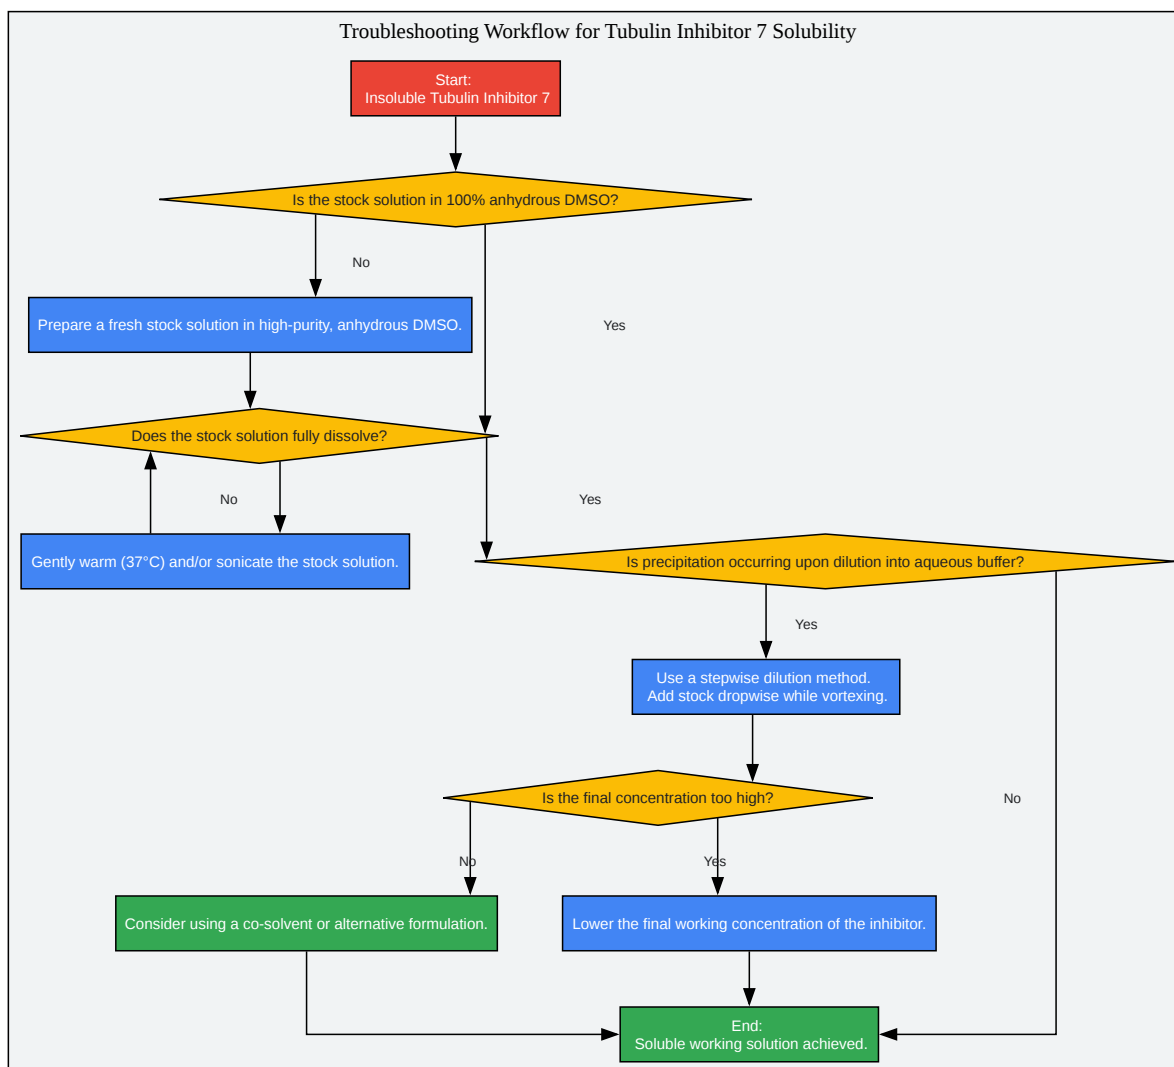 Troubleshooting Workflow for Tubulin Inhibitor 7 Solubility
Start:
Insoluble Tubulin Inhibitor 7
Is the stock solution in 100% anhydrous DMSO?
No
Prepare a fresh stock solution in high-purity, anhydrous DMSO.
Yes
Does the stock solution fully dissolve?
No
Yes
Gently warm (37°C) and/or sonicate the stock solution.
Is precipitation occurring upon dilution into aqueous buffer?
Yes
Use a stepwise dilution method.
Add stock dropwise while vortexing.
Is the final concentration too high?
No
No
Yes
Consider using a co-solvent or alternative formulation.
Lower the final working concentration of the inhibitor.
End:
Soluble working solution achieved.